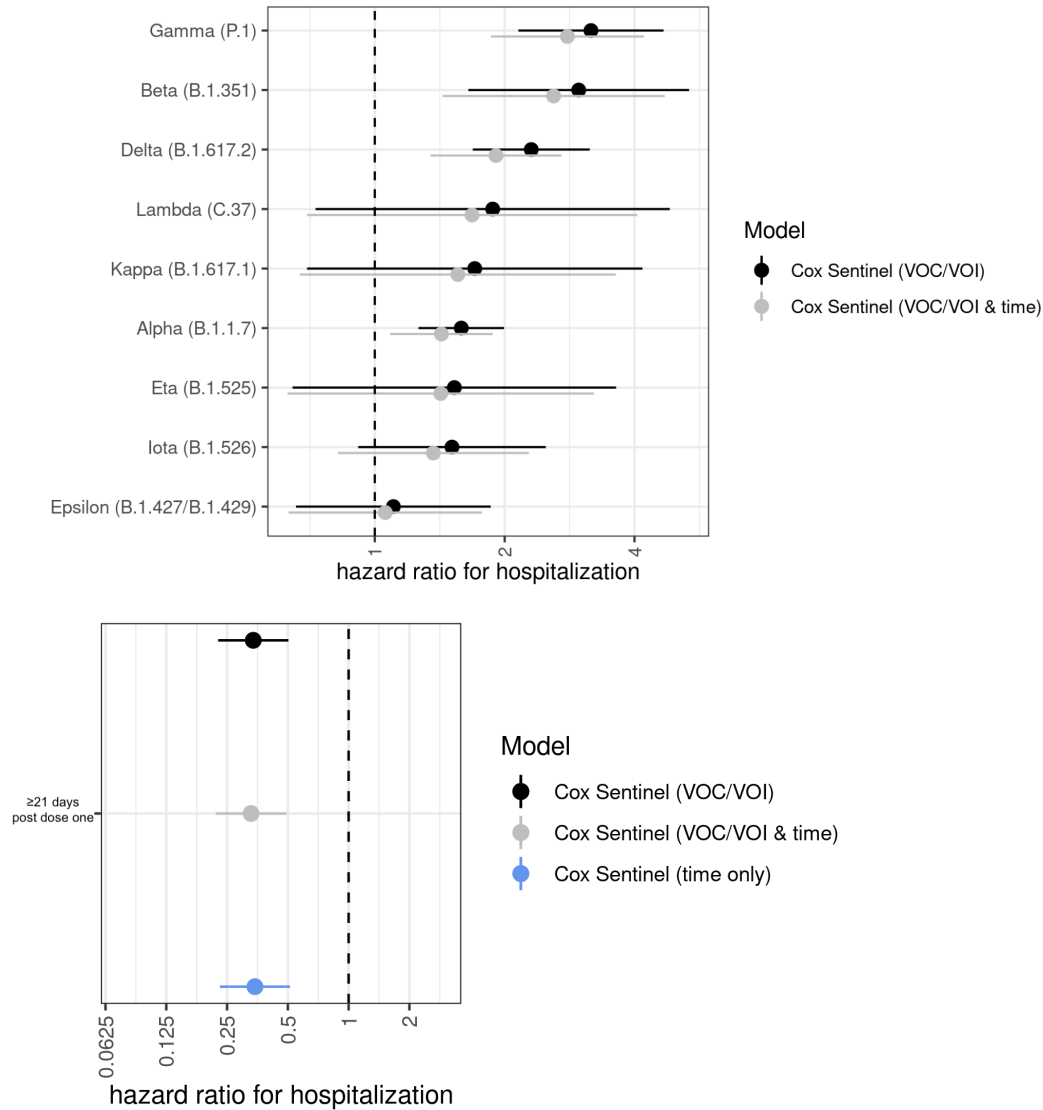 Gamma (P.1)
Beta (B.1.351)
Delta (B.1.617.2)
Lambda (C.37)
Kappa (B.1.617.1)
Alpha (B.1.1.7)
Eta (B.1.525)
Iota (B.1.526)
Epsilon (B.1.427/B.1.429)
1 2 4
hazard ratio for hospitalization
Model
Cox Sentinel (VOC/VOI)
Cox Sentinel (VOC/VOI & time)
≥21 days
post dose one
0.0625 0.125 0.25 0.5 1 2
hazard ratio for hospitalization
Model
Cox Sentinel (VOC/VOI)
Cox Sentinel (VOC/VOI & time)
Cox Sentinel (time only)